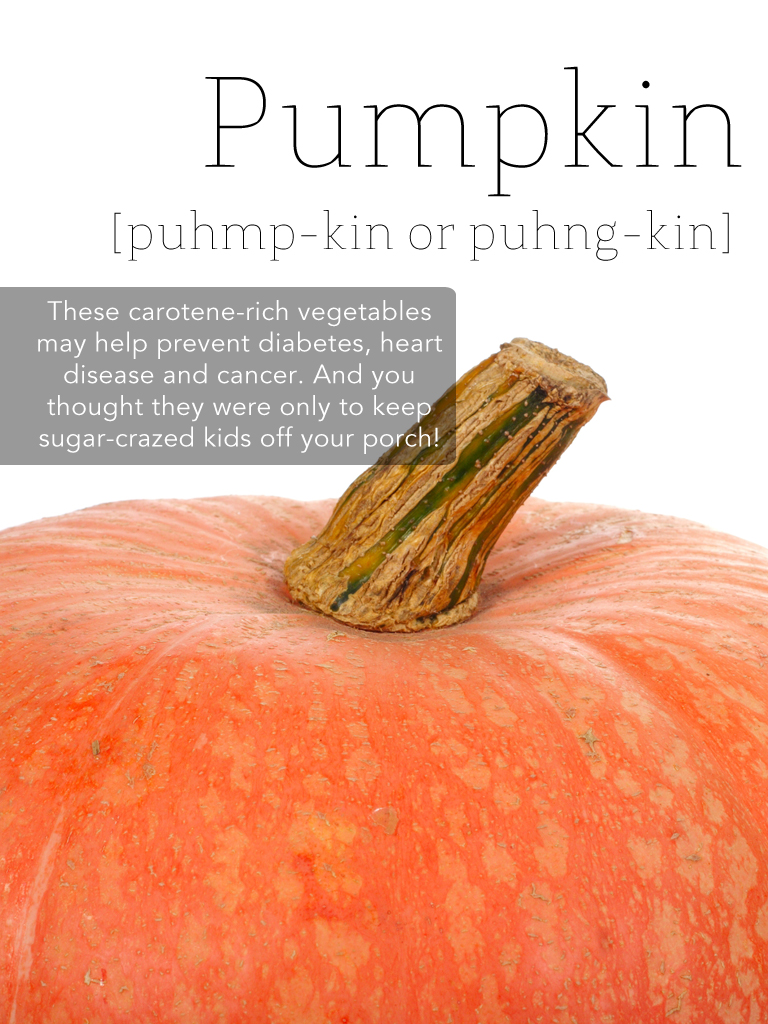 Pumpkin
[puhmp-kin or puhng-kin]
These carotene-rich vegetables
may help prevent diabetes, heart
disease and cancer. And you
thought they were only to keep
sugar-crazed kids off your porch!